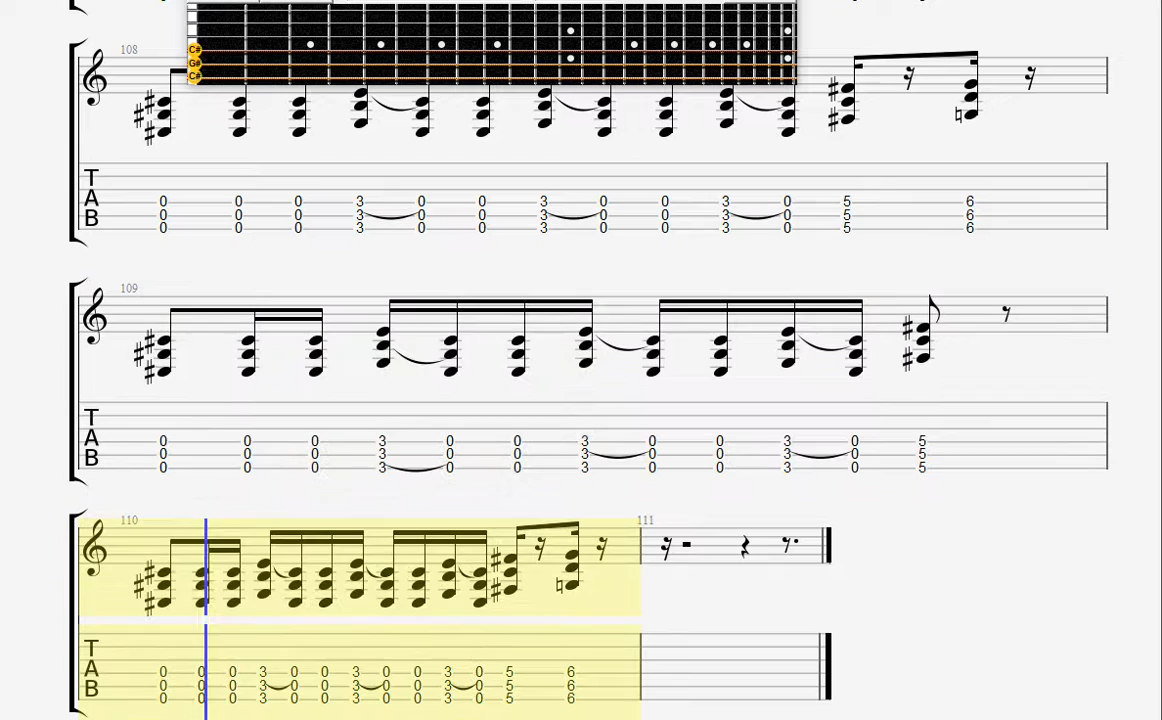 108
C#
G#
C#
T
A 0 0 0 3 0 0 3 0 0 3 0 5 6
B 0 0 0 3 0 0 3 0 0 3 0 5 6
0 0 0 3 0 0 3 0 0 3 0 5 6
109
T
A 0 0 0 3 0 0 3 0 0 3 0 5
B 0 0 0 3 0 0 3 0 0 3 0 5
0 0 0 3 0 0 3 0 0 3 0 5
110 111
T
A 0 0 0 3 0 0 3 0 0 3 0 5 6
B 0 0 0 3 0 0 3 0 0 3 0 5 6
0 0 0 3 0 0 3 0 0 3 0 5 6